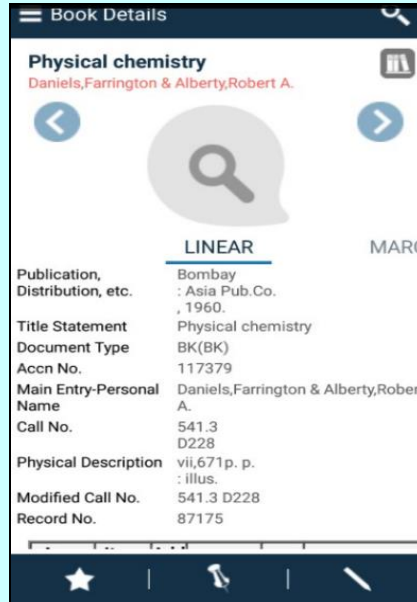 Book Details
Physical chemistry
Daniels,Farrington & Alberty,Robert A.
LINEAR
MARC
Publication, Distribution, etc. Bombay
: Asia Pub.Co.
, 1960.
Title Statement Physical chemistry
Document Type BK(BK)
Accn No. 117379
Main Entry-Personal Name Daniels,Farrington & Alberty,Rober
A.
Call No. 541.3
D228
Physical Description vii,671p. p.
: illus.
Modified Call No. 541.3 D228
Record No. 87175